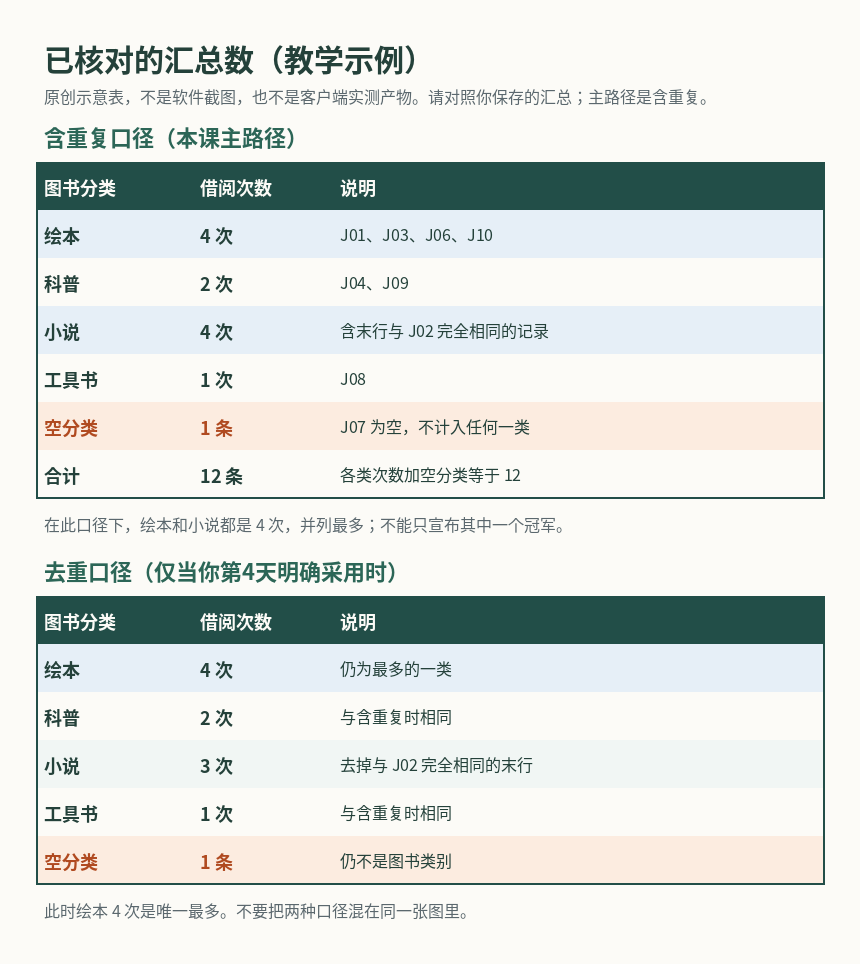 已核对的汇总数（教学示例）
原创示意表，不是软件截图，也不是客户端实测产物。请对照你保存的汇总；主路径是含重复。
含重复口径（本课主路径）
图书分类 借阅次数 说明
绘本 4 次 J01、J03、J06、J10
科普 2 次 J04、J09
小说 4 次 含末行与 J02 完全相同的记录
工具书 1 次 J08
空分类 1 条 J07 为空，不计入任何一类
合计 12 条 各类次数加空分类等于 12
在此口径下，绘本和小说都是 4 次，并列最多；不能只宣布其中一个冠军。
去重口径（仅当你第4天明确采用时）
图书分类 借阅次数 说明
绘本 4 次 仍为最多的一类
科普 2 次 与含重复时相同
小说 3 次 去掉与 J02 完全相同的末行
工具书 1 次 与含重复时相同
空分类 1 条 仍不是图书类别
此时绘本 4 次是唯一最多。不要把两种口径混在同一张图里。